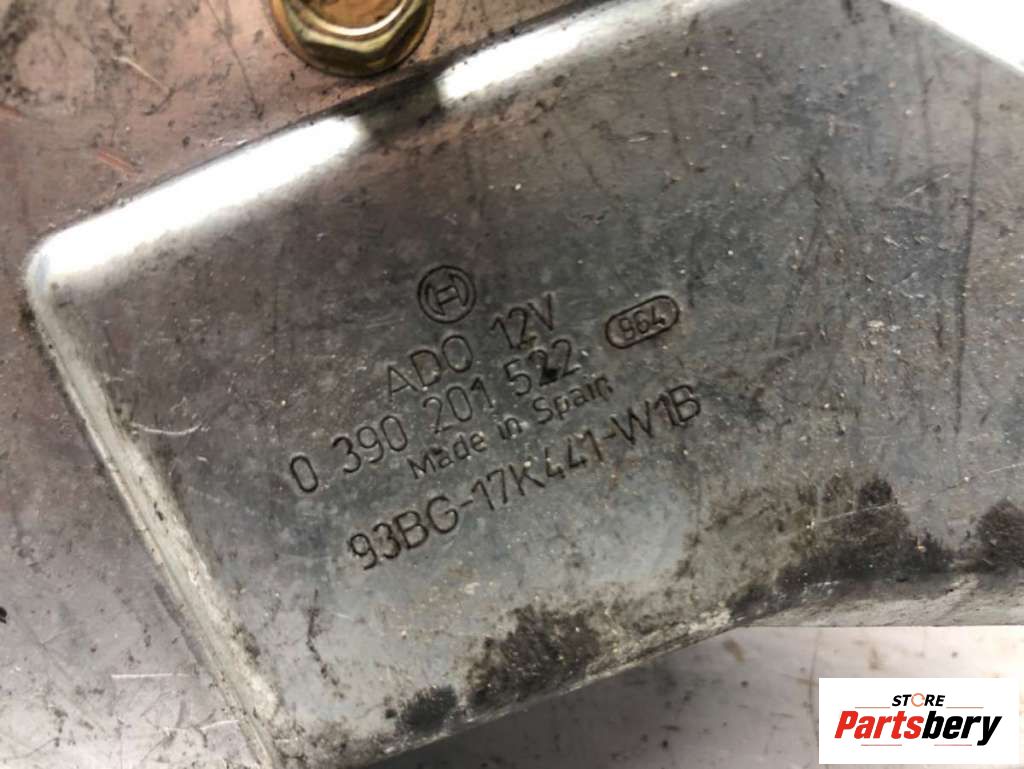 ADO 12V
0 390 201 522 964
Made in Spain
93BG-17K441-W1B
STORE
Partsbery